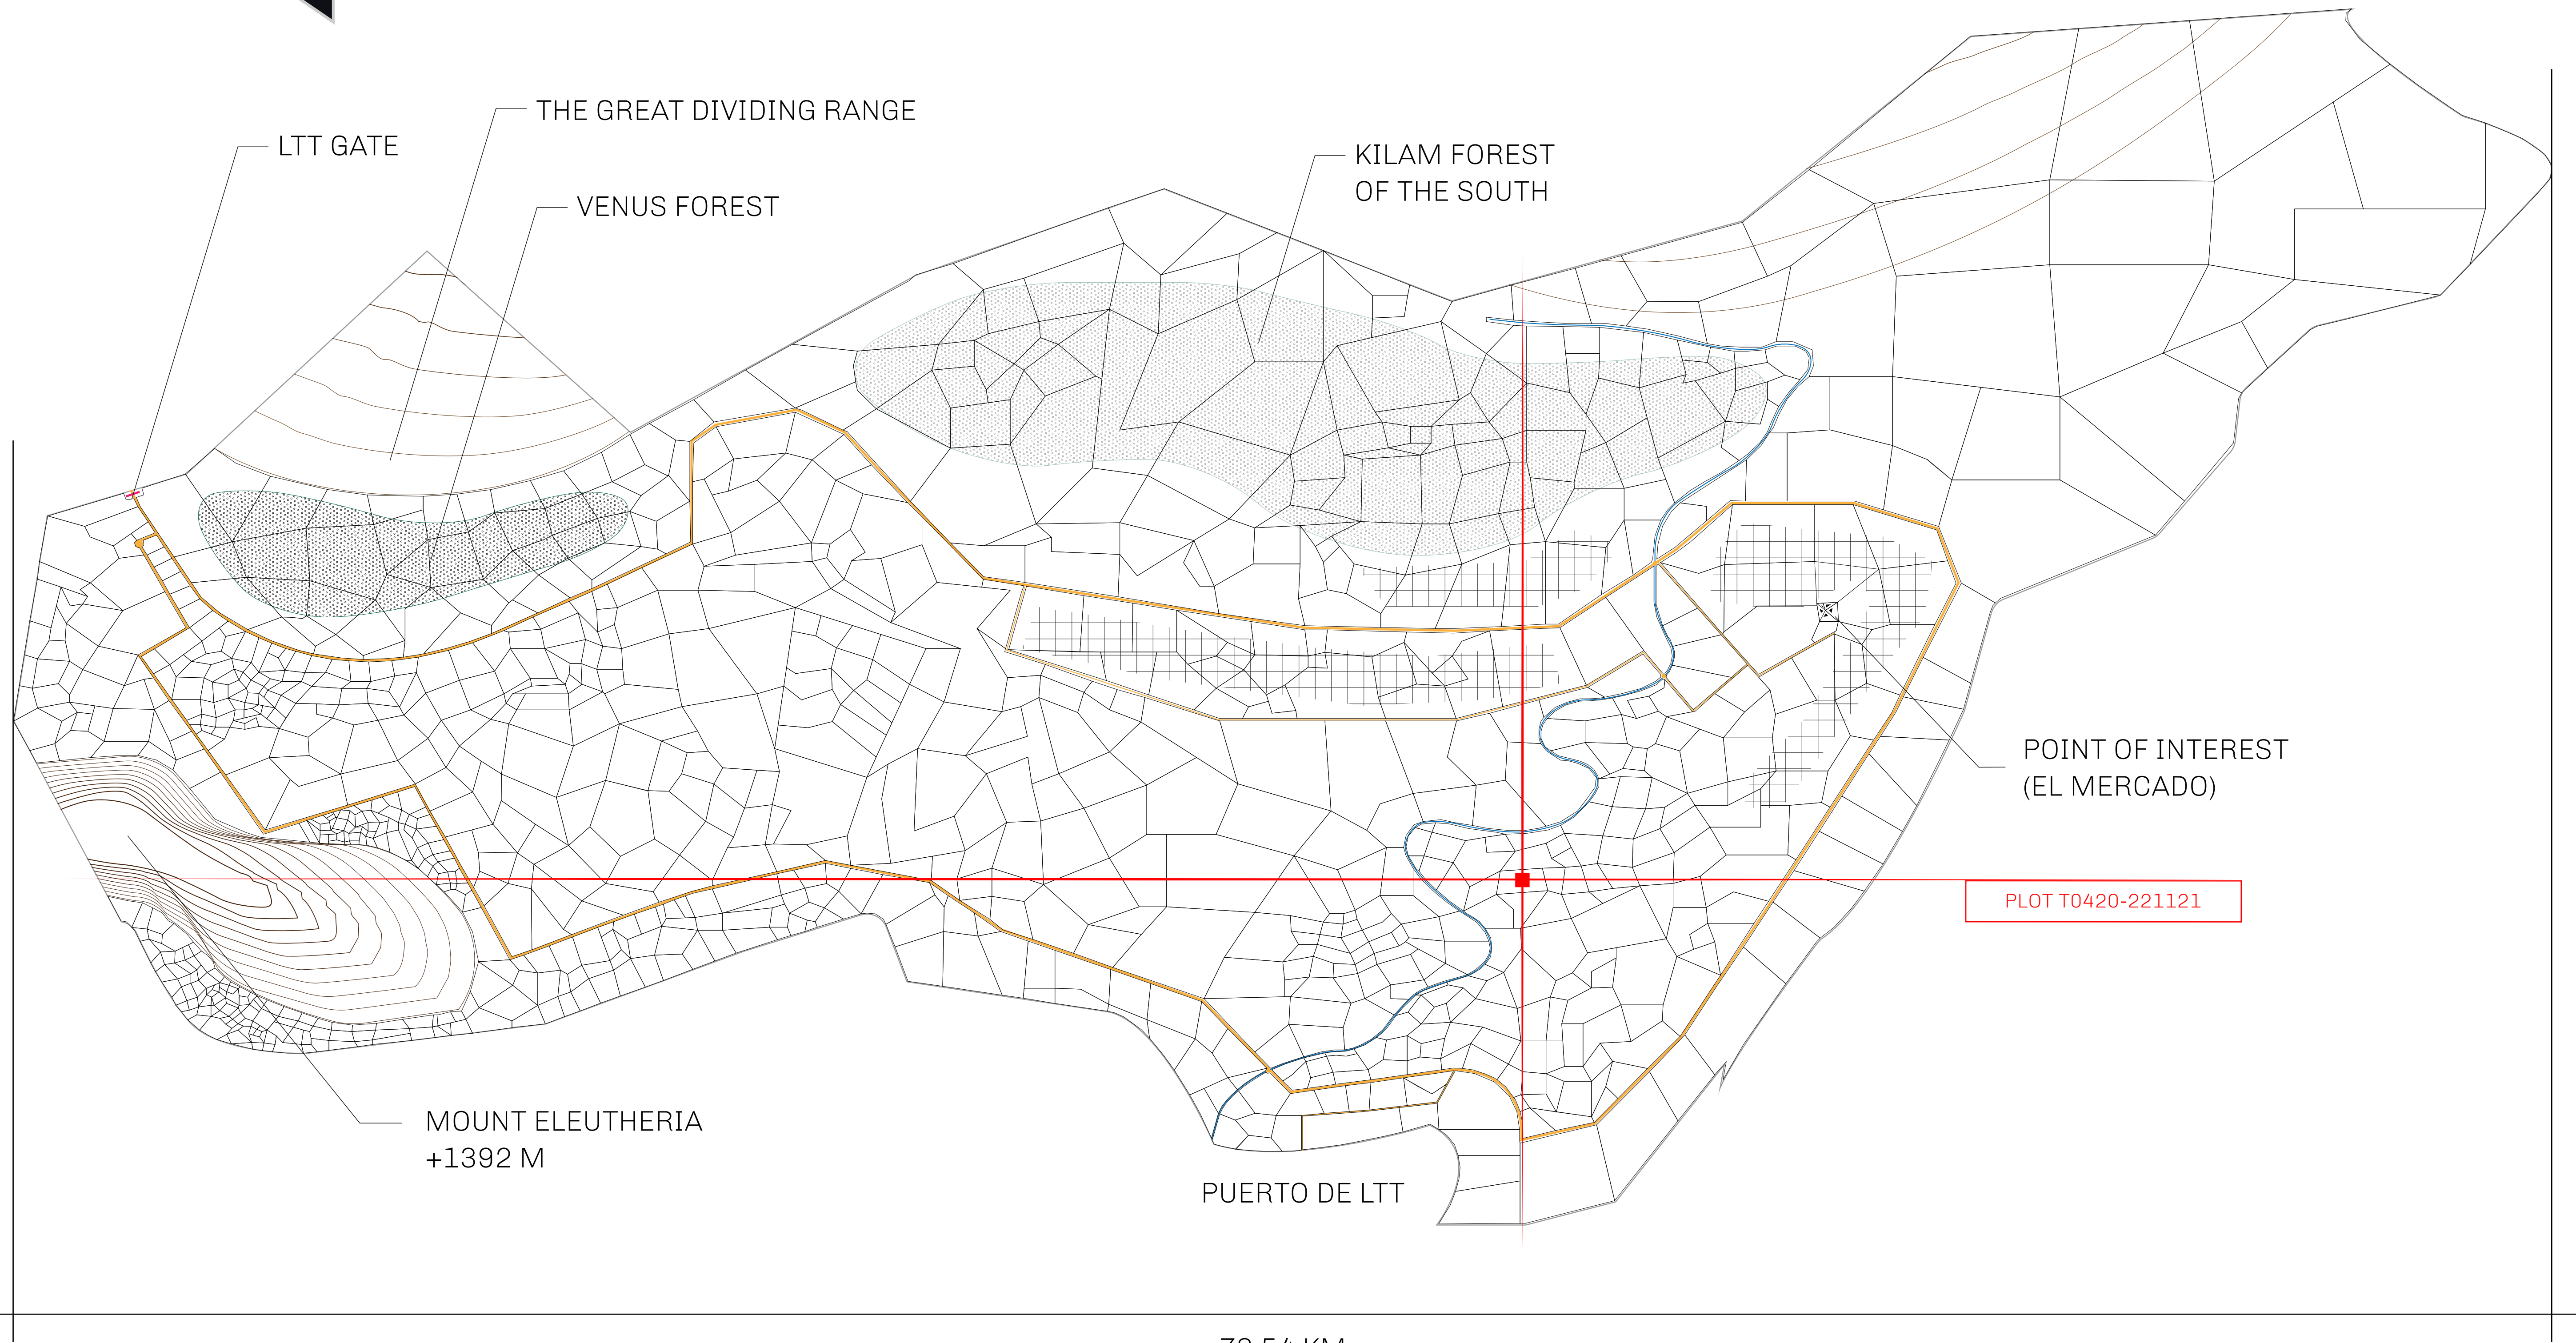 THE GREAT DIVIDING RANGE
LTT GATE
VENUS FOREST
KILAM FOREST
OF THE SOUTH
POINT OF INTEREST
(EL MERCADO)
PLOT T0420-221121
MOUNT ELEUTHERIA
+1392 M
PUERTO DE LTT